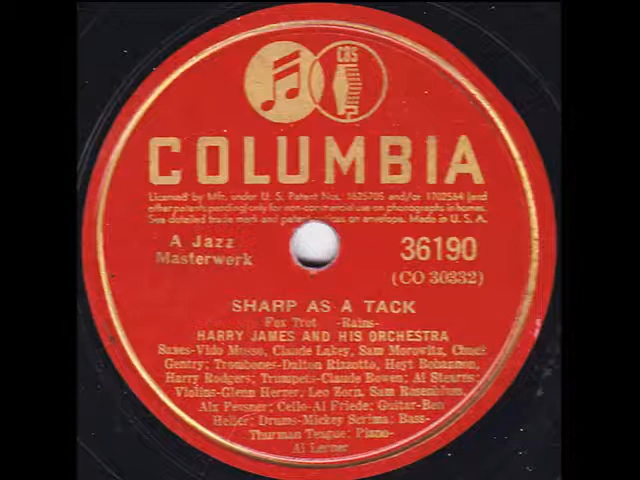 CBS
COLUMBIA
Licensed by Mfr. under U. S. Patent Nos. 1625705 and/or 1702564 (and
other patents pending) only for non-commercial use on phonographs in homes.
See detailed trade mark and patent notices on envelope. Made in U. S. A.
A Jazz
Masterwerk
36190
(CO 30332)
SHARP AS A TACK
Fox Trot -Rains-
HARRY JAMES AND HIS ORCHESTRA
Saxes-Vido Musso, Claude Lakey, Sam Morowitz, Chuck
Gentry; Trombones-Dalton Rizzotto, Hoyt Bohannon,
Harry Rodgers; Trumpets-Claude Bowen; Al Stearns
Violins-Glenn Herzer, Leo Zorn, Sam Rosenblum,
Alx Pevsner; Cello-Al Friede; Guitar-Ben
Heller; Drums-Mickey Scrima; Bass-
Thurman Teague; Piano-
Al Lerner